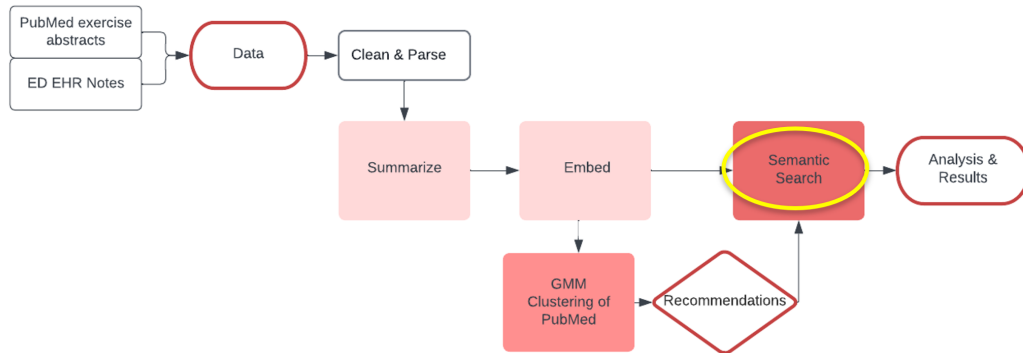 PubMed exercise
abstracts
ED EHR Notes
Data
Clean & Parse
Summarize
Embed
Semantic
Search
Analysis &
Results
GMM
Clustering of
PubMed
Recommendations